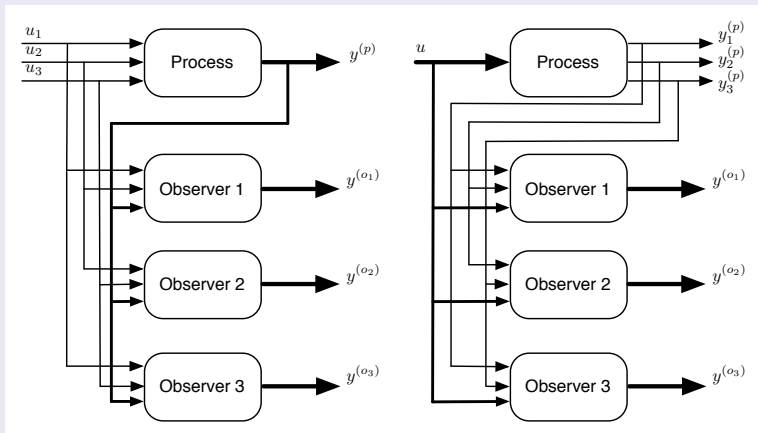 u₁
u₂
u₃
Process
y⁽ᵖ⁾
Observer 1
y⁽ᵒ¹⁾
Observer 2
y⁽ᵒ²⁾
Observer 3
y⁽ᵒ³⁾
u
Process
y₁⁽ᵖ⁾
y₂⁽ᵖ⁾
y₃⁽ᵖ⁾
Observer 1
y⁽ᵒ¹⁾
Observer 2
y⁽ᵒ²⁾
Observer 3
y⁽ᵒ³⁾